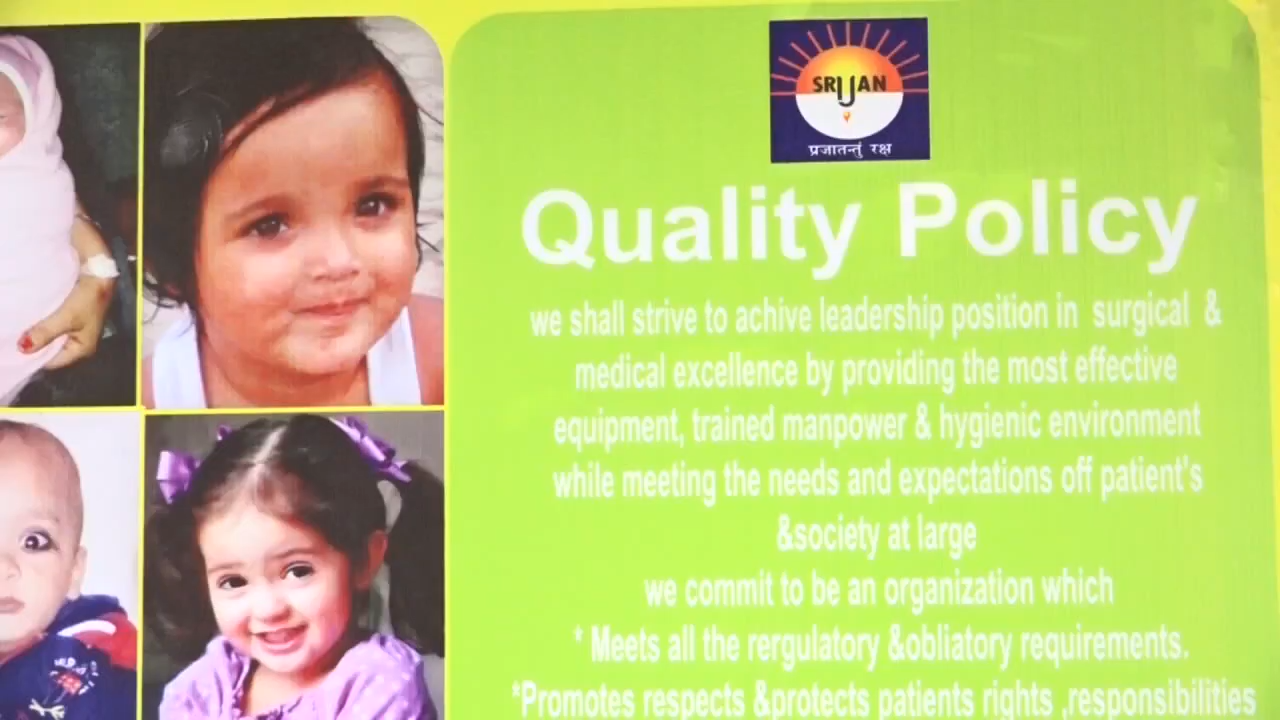 SRIJAN
प्रजातन्तुं रक्ष
Quality Policy
we shall strive to achive leadership position in surgical &
medical excellence by providing the most effective
equipment, trained manpower & hygienic environment
while meeting the needs and expectations off patient's
&society at large
we commit to be an organization which
* Meets all the rergulatory &obliatory requirements.
*Promotes respects &protects patients rights ,responsibilities